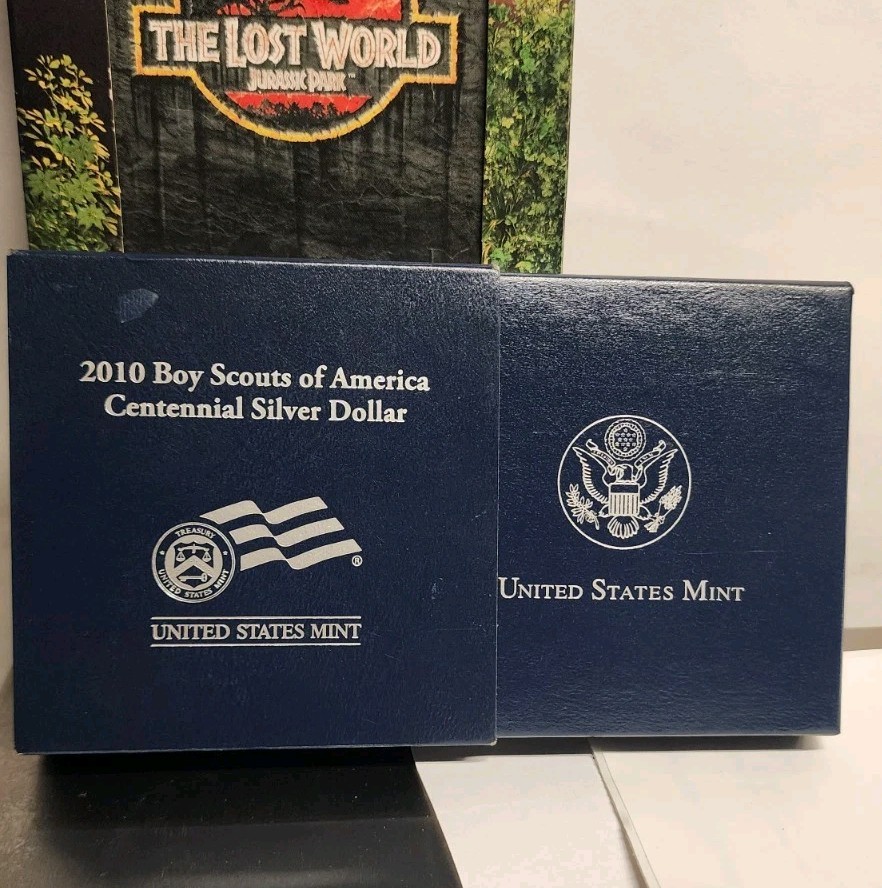 THE LOST WORLD
JURASSIC PARK™
2010 Boy Scouts of America
Centennial Silver Dollar
TREASURY
UNITED STATES MINT
®
UNITED STATES MINT
UNITED STATES MINT